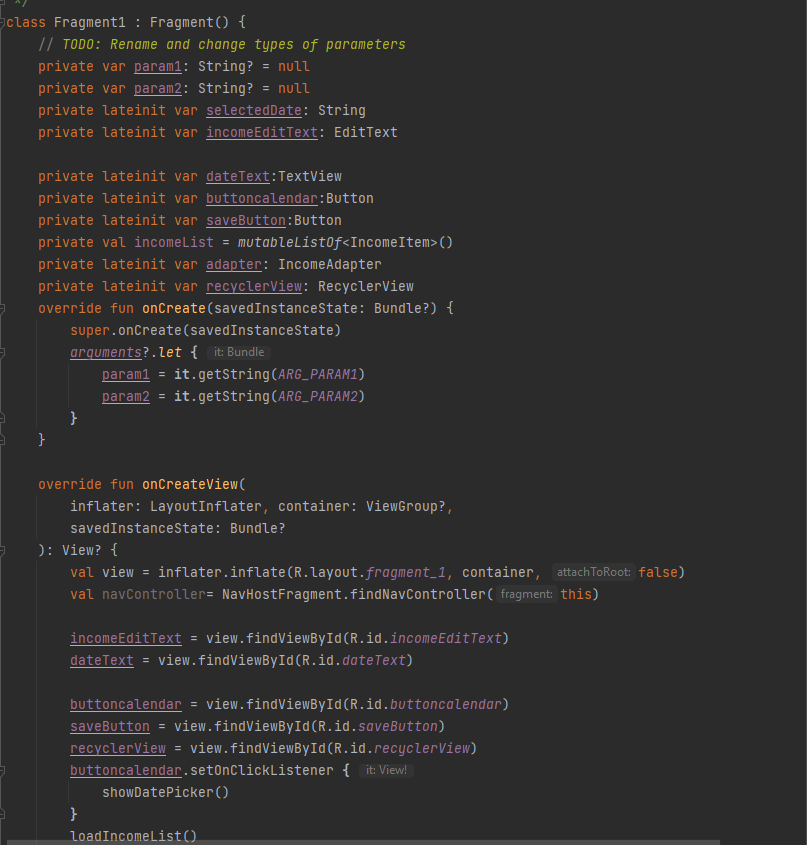 */
class Fragment1 : Fragment() {
// TODO: Rename and change types of parameters
private var param1: String? = null
private var param2: String? = null
private lateinit var selectedDate: String
private lateinit var incomeEditText: EditText
private lateinit var dateText:TextView
private lateinit var buttoncalendar:Button
private lateinit var saveButton:Button
private val incomeList = mutableListOf<IncomeItem>()
private lateinit var adapter: IncomeAdapter
private lateinit var recyclerView: RecyclerView
override fun onCreate(savedInstanceState: Bundle?) {
super.onCreate(savedInstanceState)
arguments?.let { it: Bundle
param1 = it.getString(ARG_PARAM1)
param2 = it.getString(ARG_PARAM2)
}
}
override fun onCreateView(
inflater: LayoutInflater, container: ViewGroup?,
savedInstanceState: Bundle?
): View? {
val view = inflater.inflate(R.layout.fragment_1, container, attachToRoot: false)
val navController= NavHostFragment.findNavController( fragment: this)
incomeEditText = view.findViewById(R.id.incomeEditText)
dateText = view.findViewById(R.id.dateText)
buttoncalendar = view.findViewById(R.id.buttoncalendar)
saveButton = view.findViewById(R.id.saveButton)
recyclerView = view.findViewById(R.id.recyclerView)
buttoncalendar.setOnClickListener { it: View!
showDatePicker()
}
loadIncomeList()